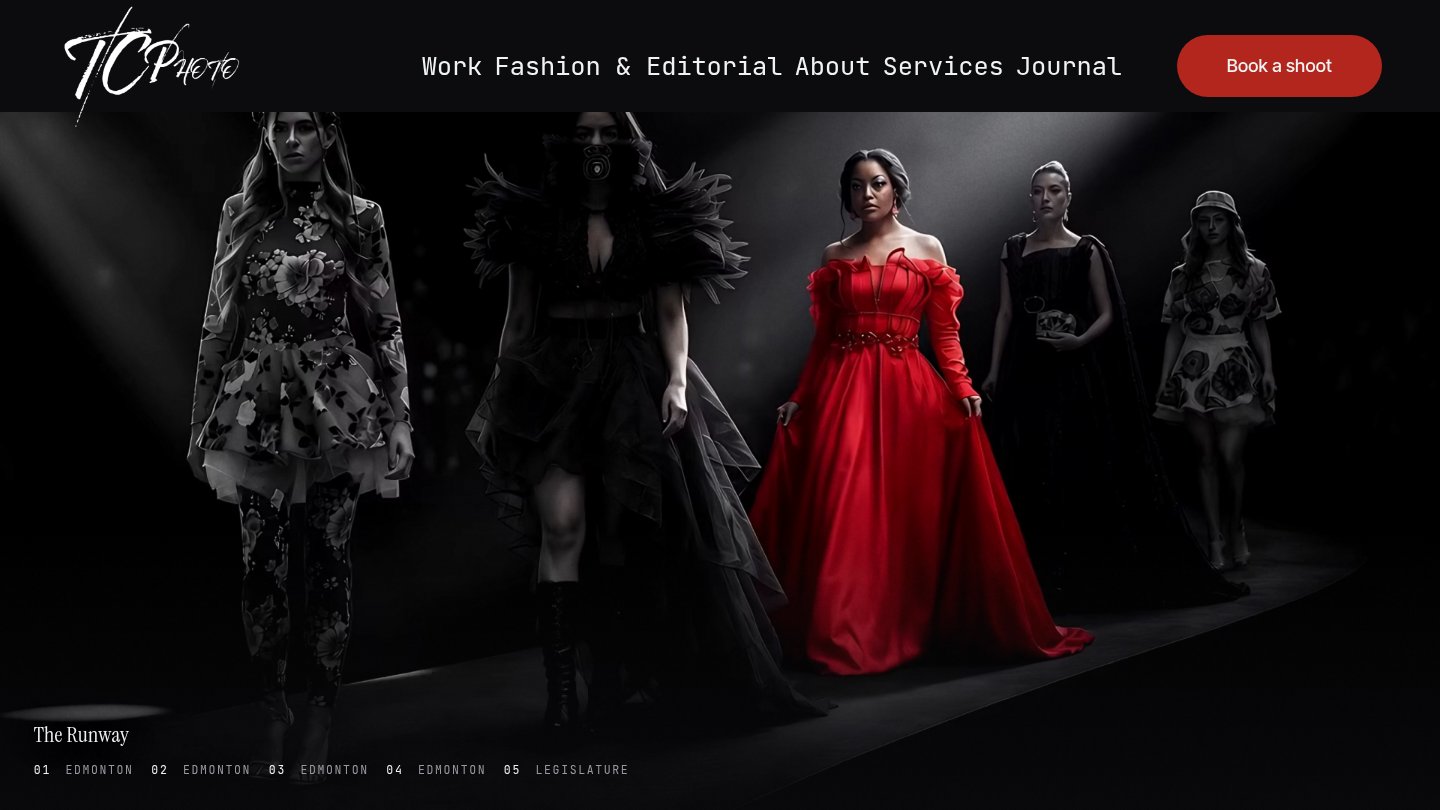 TCPHOTO
Work Fashion & Editorial About Services Journal
Book a shoot
The Runway
01 EDMONTON 02 EDMONTON 03 EDMONTON 04 EDMONTON 05 LEGISLATURE